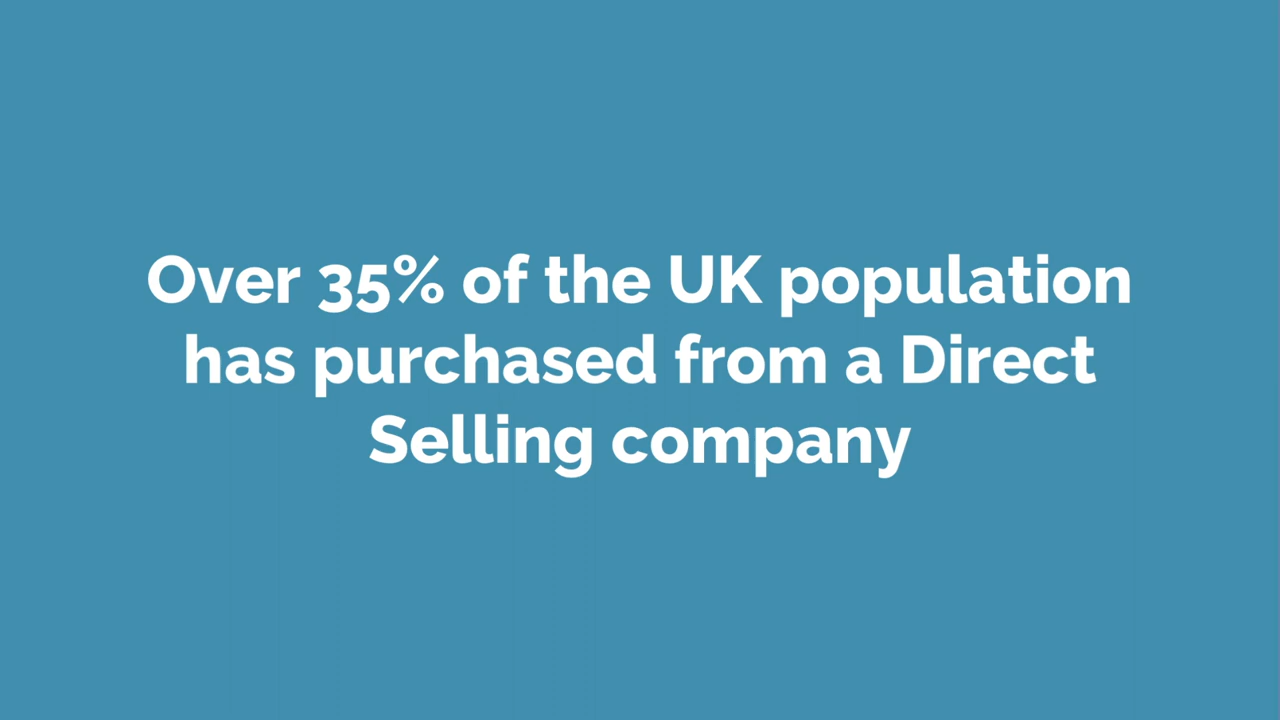 Over 35% of the UK population
has purchased from a Direct
Selling company